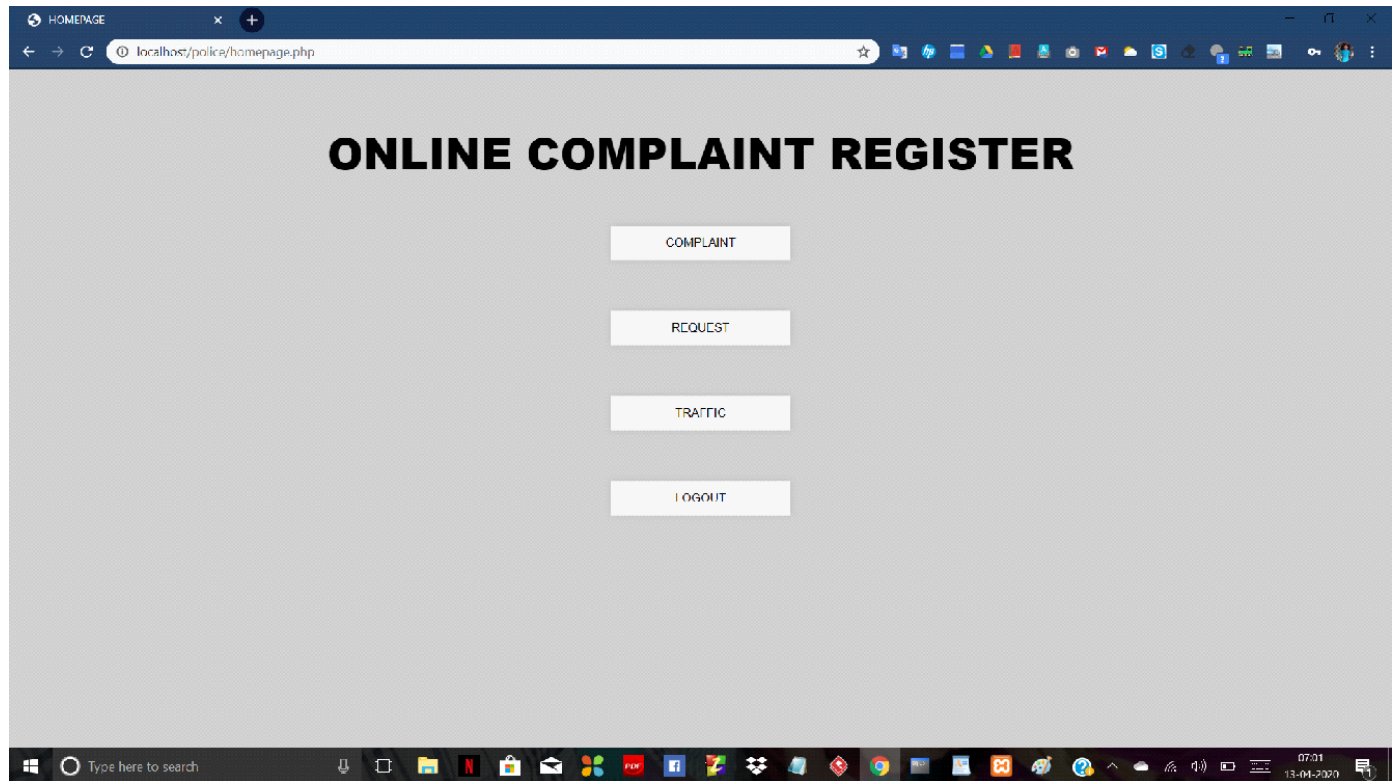 HOMEPAGE
localhost/police/homepage.php
ONLINE COMPLAINT REGISTER
COMPLAINT
REQUEST
TRAFFIC
LOGOUT
Type here to search
07:01
13-04-2020